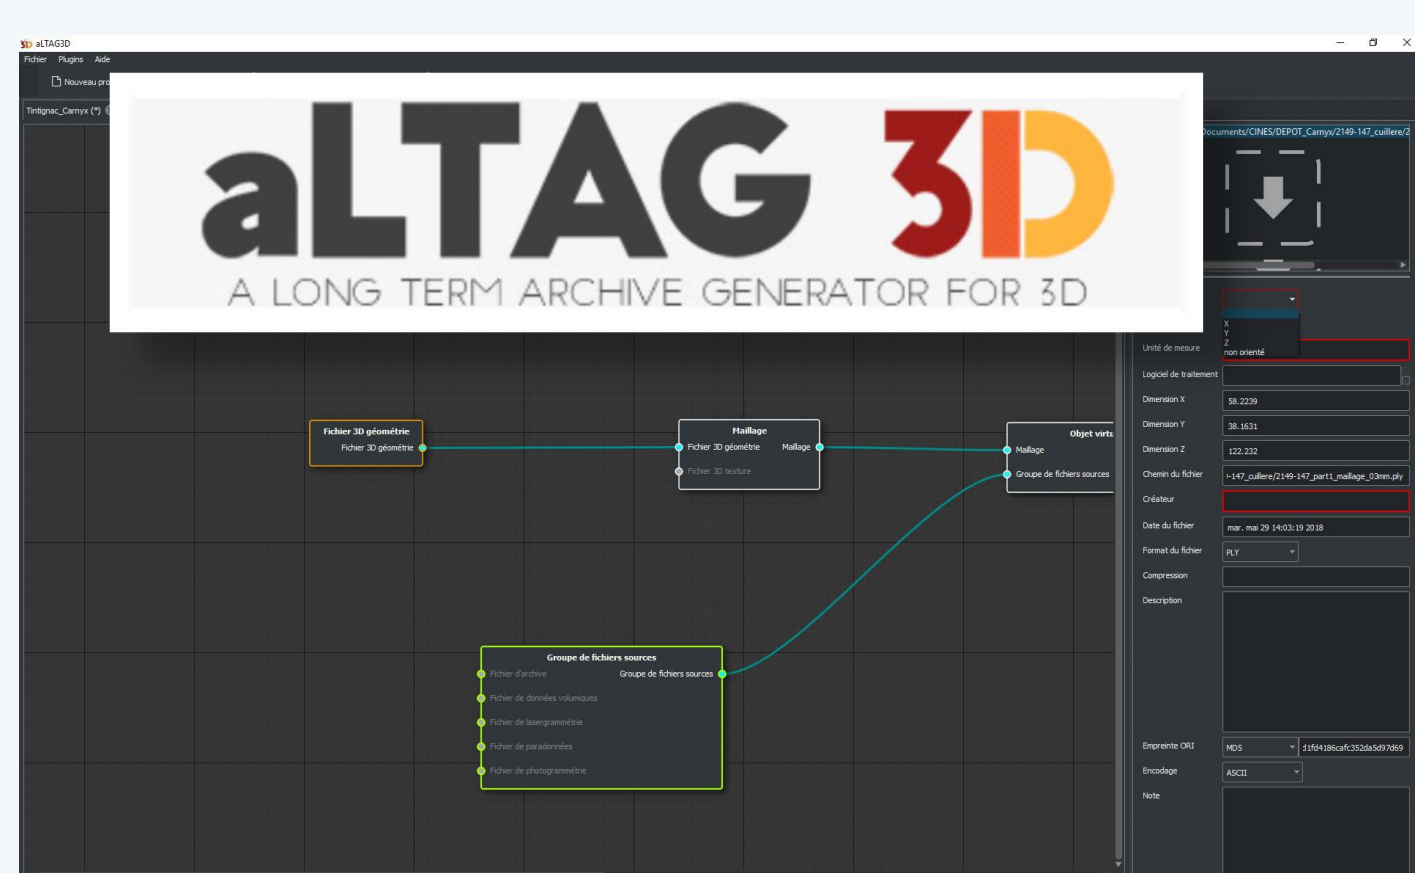 aLTAG3D
Fichier Plugins Aide
Nouveau pro
Tintignac_Carnyx (*)
aLTAG 3D
A LONG TERM ARCHIVE GENERATOR FOR 3D
Documents/CINES/DEPOT_Carnyx/2149-147_cuillere/2
X
Y
Z
non orienté
Unité de mesure
Logiciel de traitement
Dimension X 58.2239
Dimension Y 38.1631
Dimension Z 122.232
Chemin du fichier -147_cuillere/2149-147_part1_maillage_03mm.ply
Créateur
Date du fichier mar. mai 29 14:03:19 2018
Format du fichier PLY
Compression
Description
Empreinte ORI MD5 d1fd4186cafc352da5d97d69
Encodage ASCII
Note
Fichier 3D géométrie
Fichier 3D géométrie
Maillage
Fichier 3D géométrie Maillage
Fichier 3D texture
Objet virtu
Maillage
Groupe de fichiers sources
Groupe de fichiers sources
Fichier d'archive Groupe de fichiers sources
Fichier de données volumiques
Fichier de lasergrammétrie
Fichier de paradonnées
Fichier de photogrammétrie